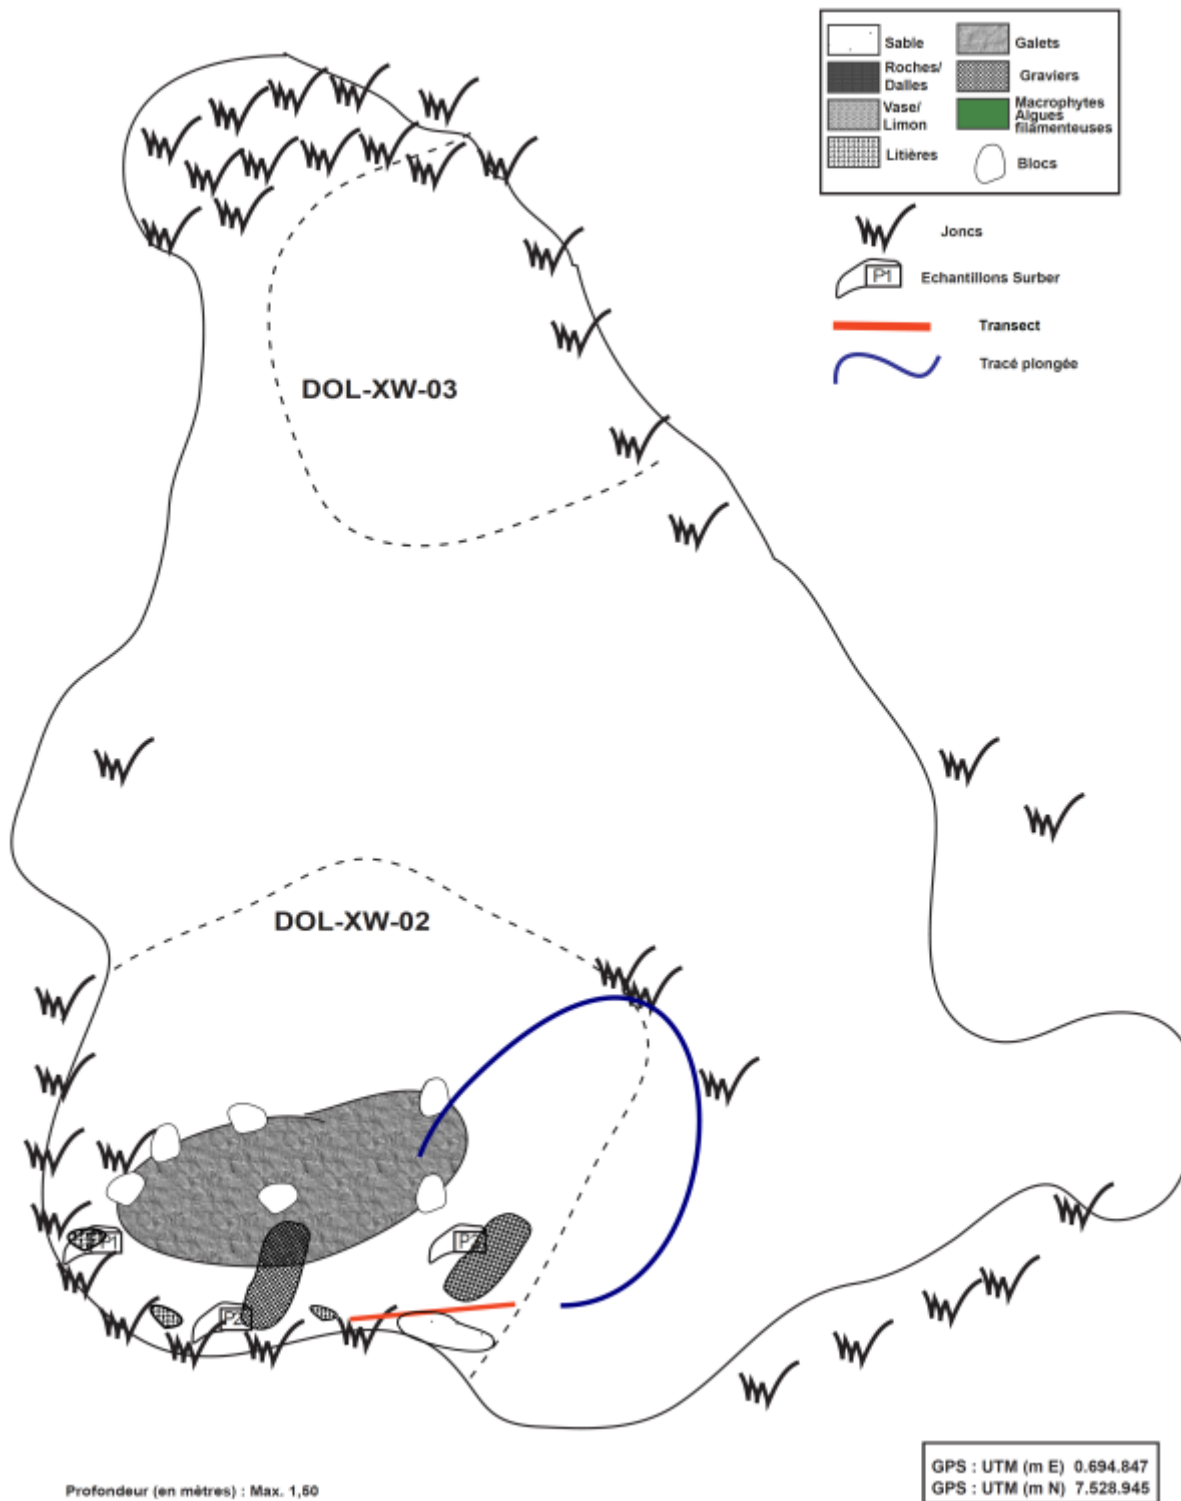 Sable
Galets
Roches/
Dalles
Graviers
Vase/
Limon
Macrophytes
Algues
filamenteuses
Litières
Blocs
Joncs
P1
Echantillons Surber
Transect
Tracé plongée
DOL-XW-03
DOL-XW-02
P1
P2
Profondeur (en mètres) : Max. 1,50
GPS : UTM (m E) 0.694.847
GPS : UTM (m N) 7.528.945